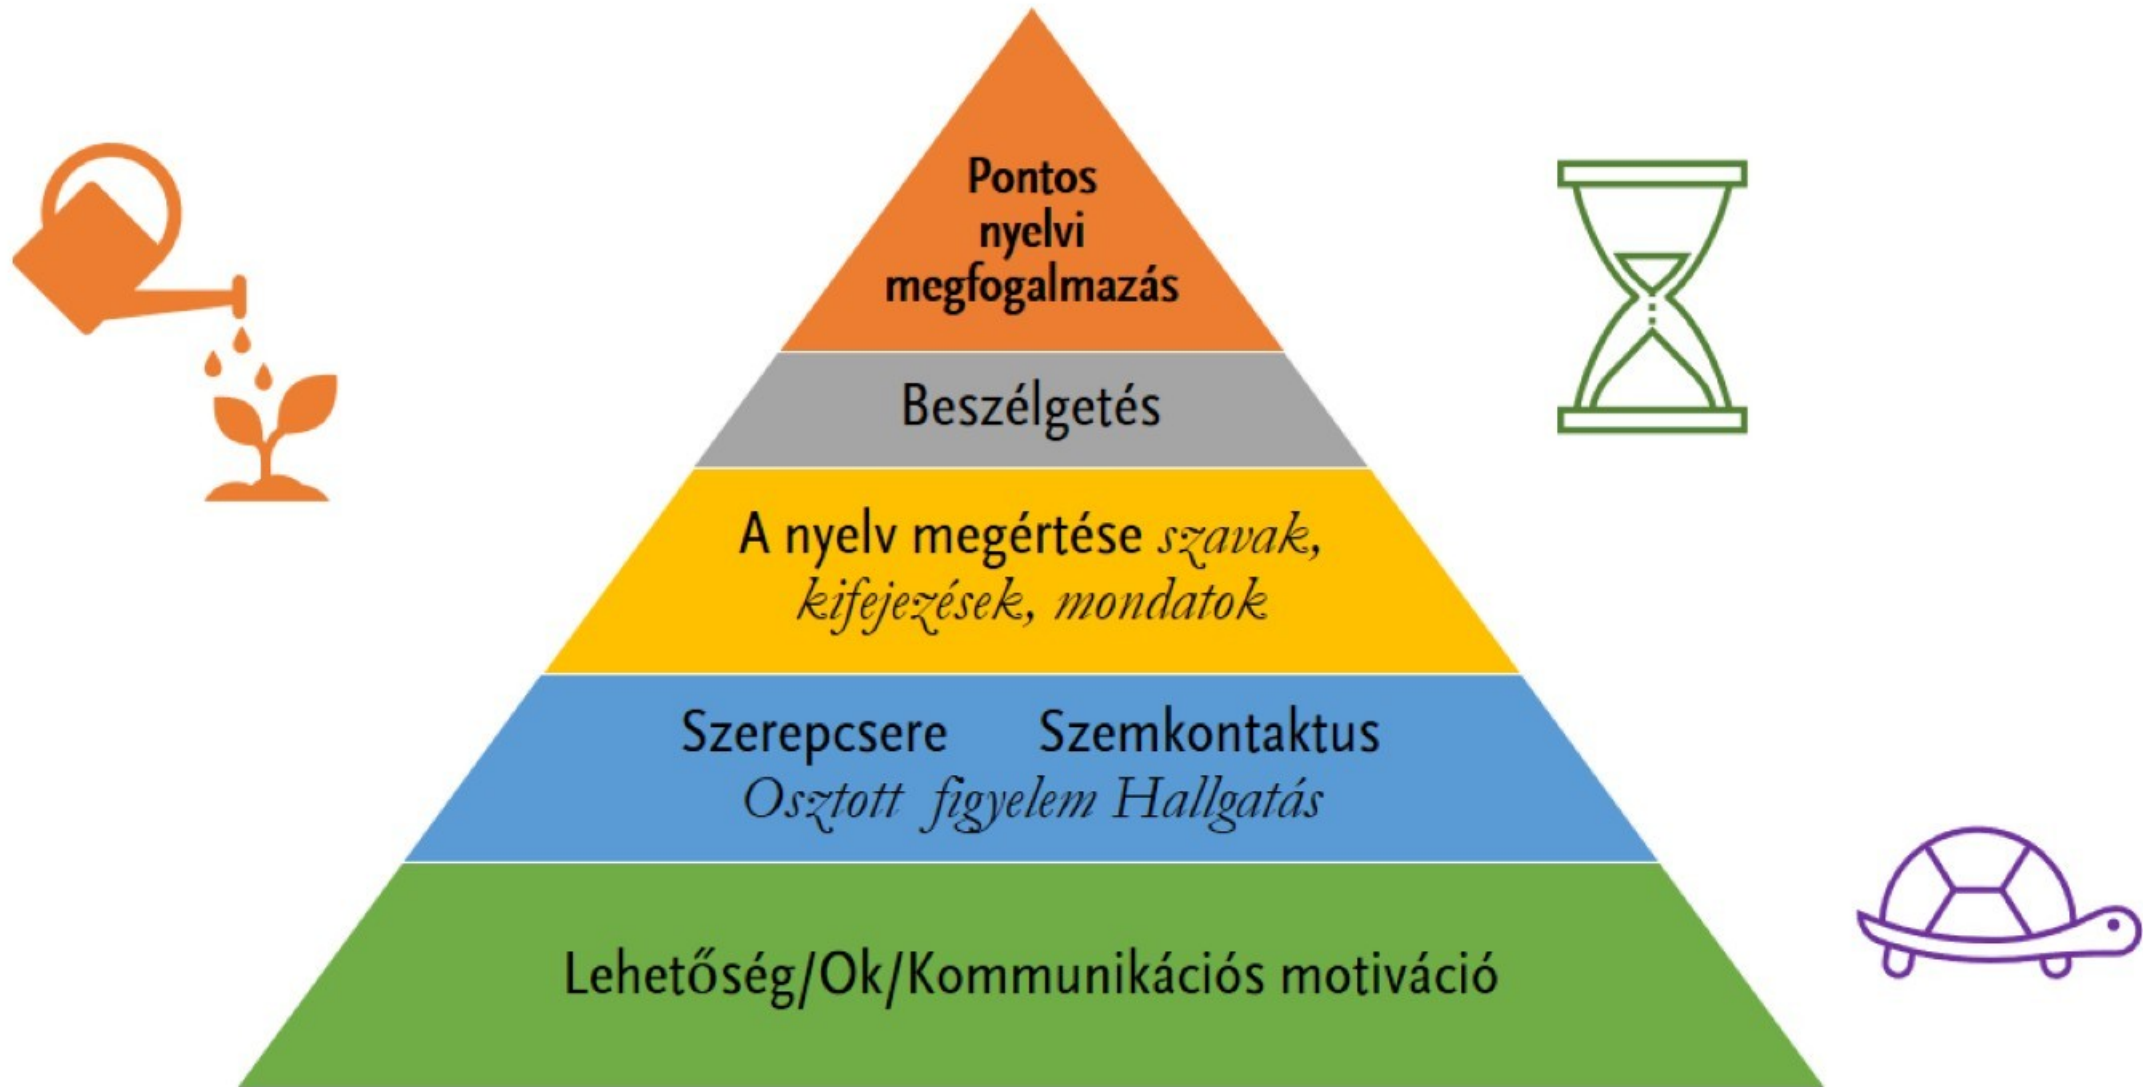 Pontos
nyelvi
megfogalmazás
Beszélgetés
A nyelv megértése szavak,
kifejezések, mondatok
Szerepcsere Szemkontaktus
Osztott figyelem Hallgatás
Lehetőség/Ok/Kommunikációs motiváció